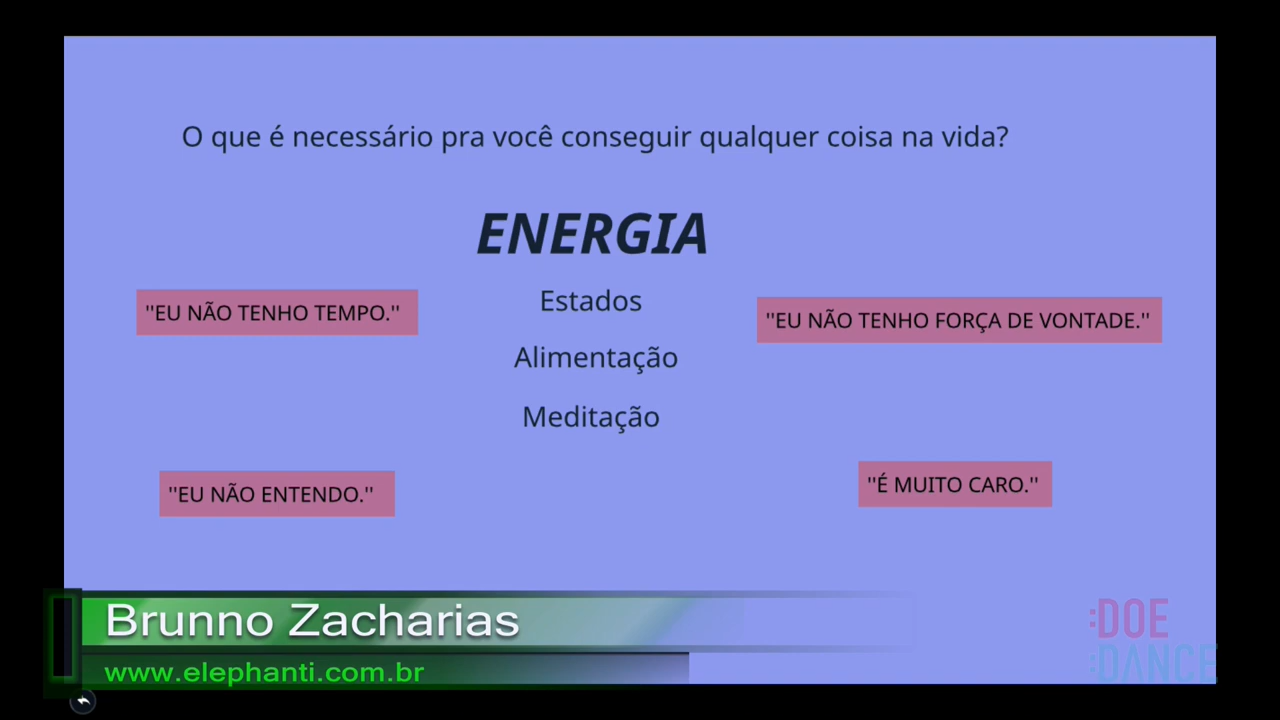 O que é necessário pra você conseguir qualquer coisa na vida?
ENERGIA
Estados
''EU NÃO TENHO TEMPO.''
''EU NÃO TENHO FORÇA DE VONTADE.''
Alimentação
Meditação
''EU NÃO ENTENDO.''
''É MUITO CARO.''
Brunno Zacharias
www.elephanti.com.br
:DOE
:DANCE